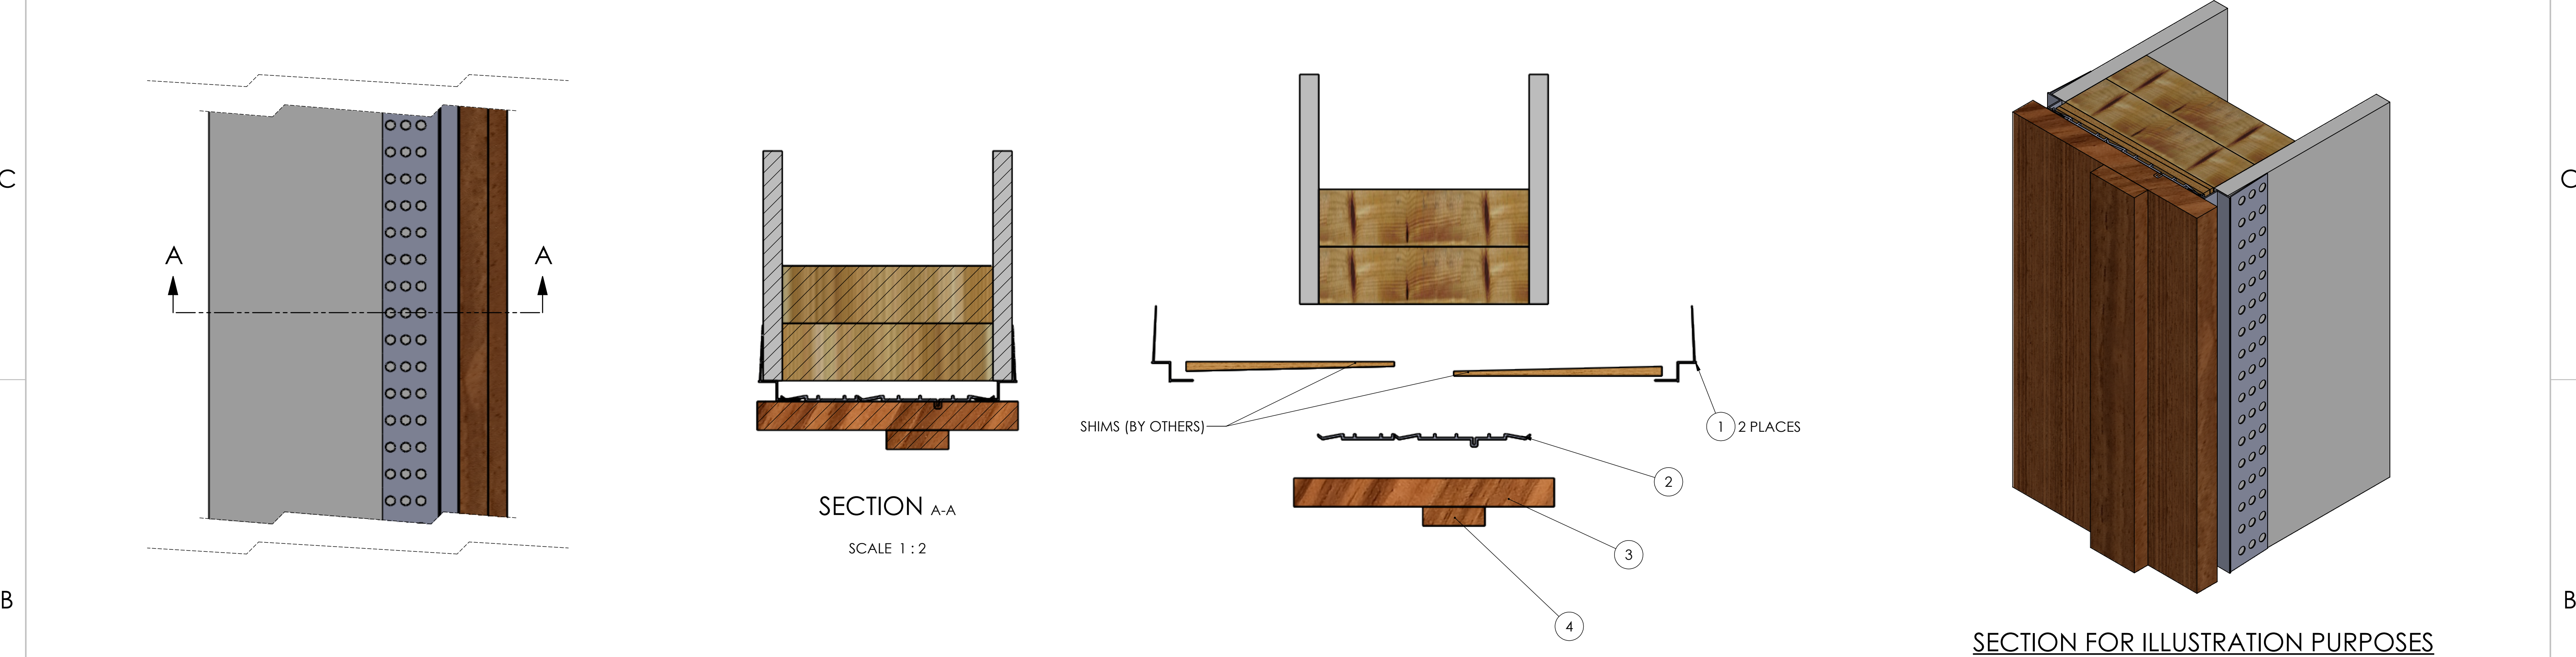 C
C
A
A
SHIMS (BY OTHERS)
1
2 PLACES
2
SECTION A-A
SCALE 1 : 2
3
B
B
4
SECTION FOR ILLUSTRATION PURPOSES